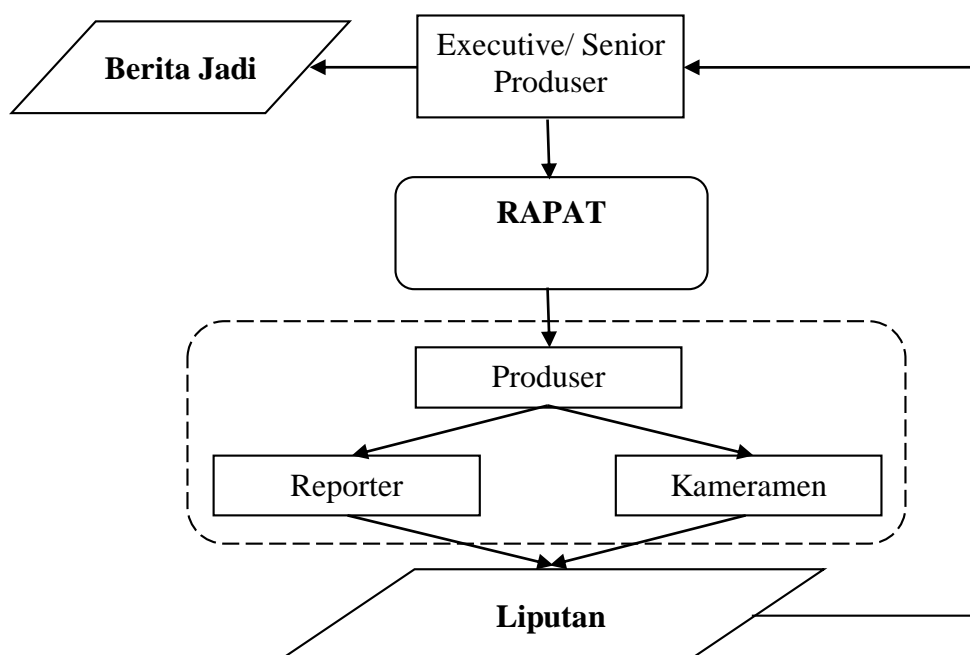 Berita Jadi
Executive/ Senior
Produser
RAPAT
Produser
Reporter
Kameramen
Liputan